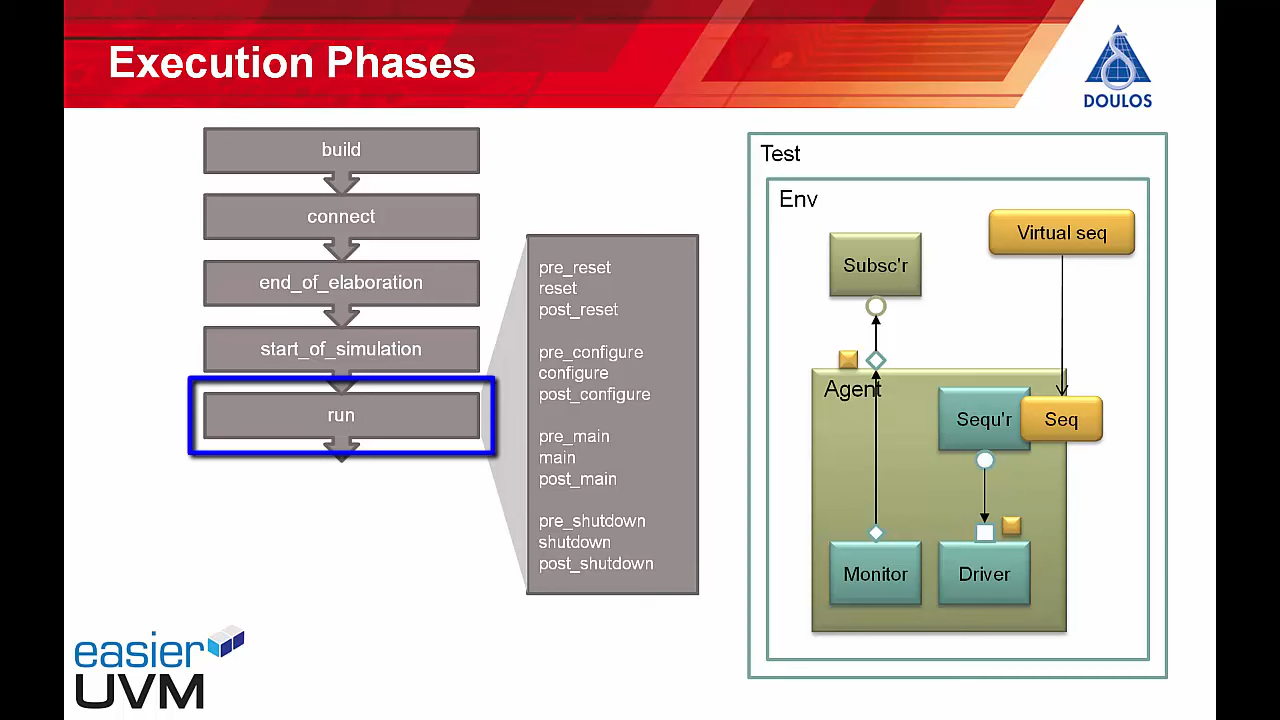 Execution Phases
DOULOS
build
connect
end_of_elaboration
start_of_simulation
run
pre_reset
reset
post_reset
pre_configure
configure
post_configure
pre_main
main
post_main
pre_shutdown
shutdown
post_shutdown
Test
Env
Virtual seq
Subsc'r
Agent
Sequ'r
Seq
Monitor
Driver
easier
UVM